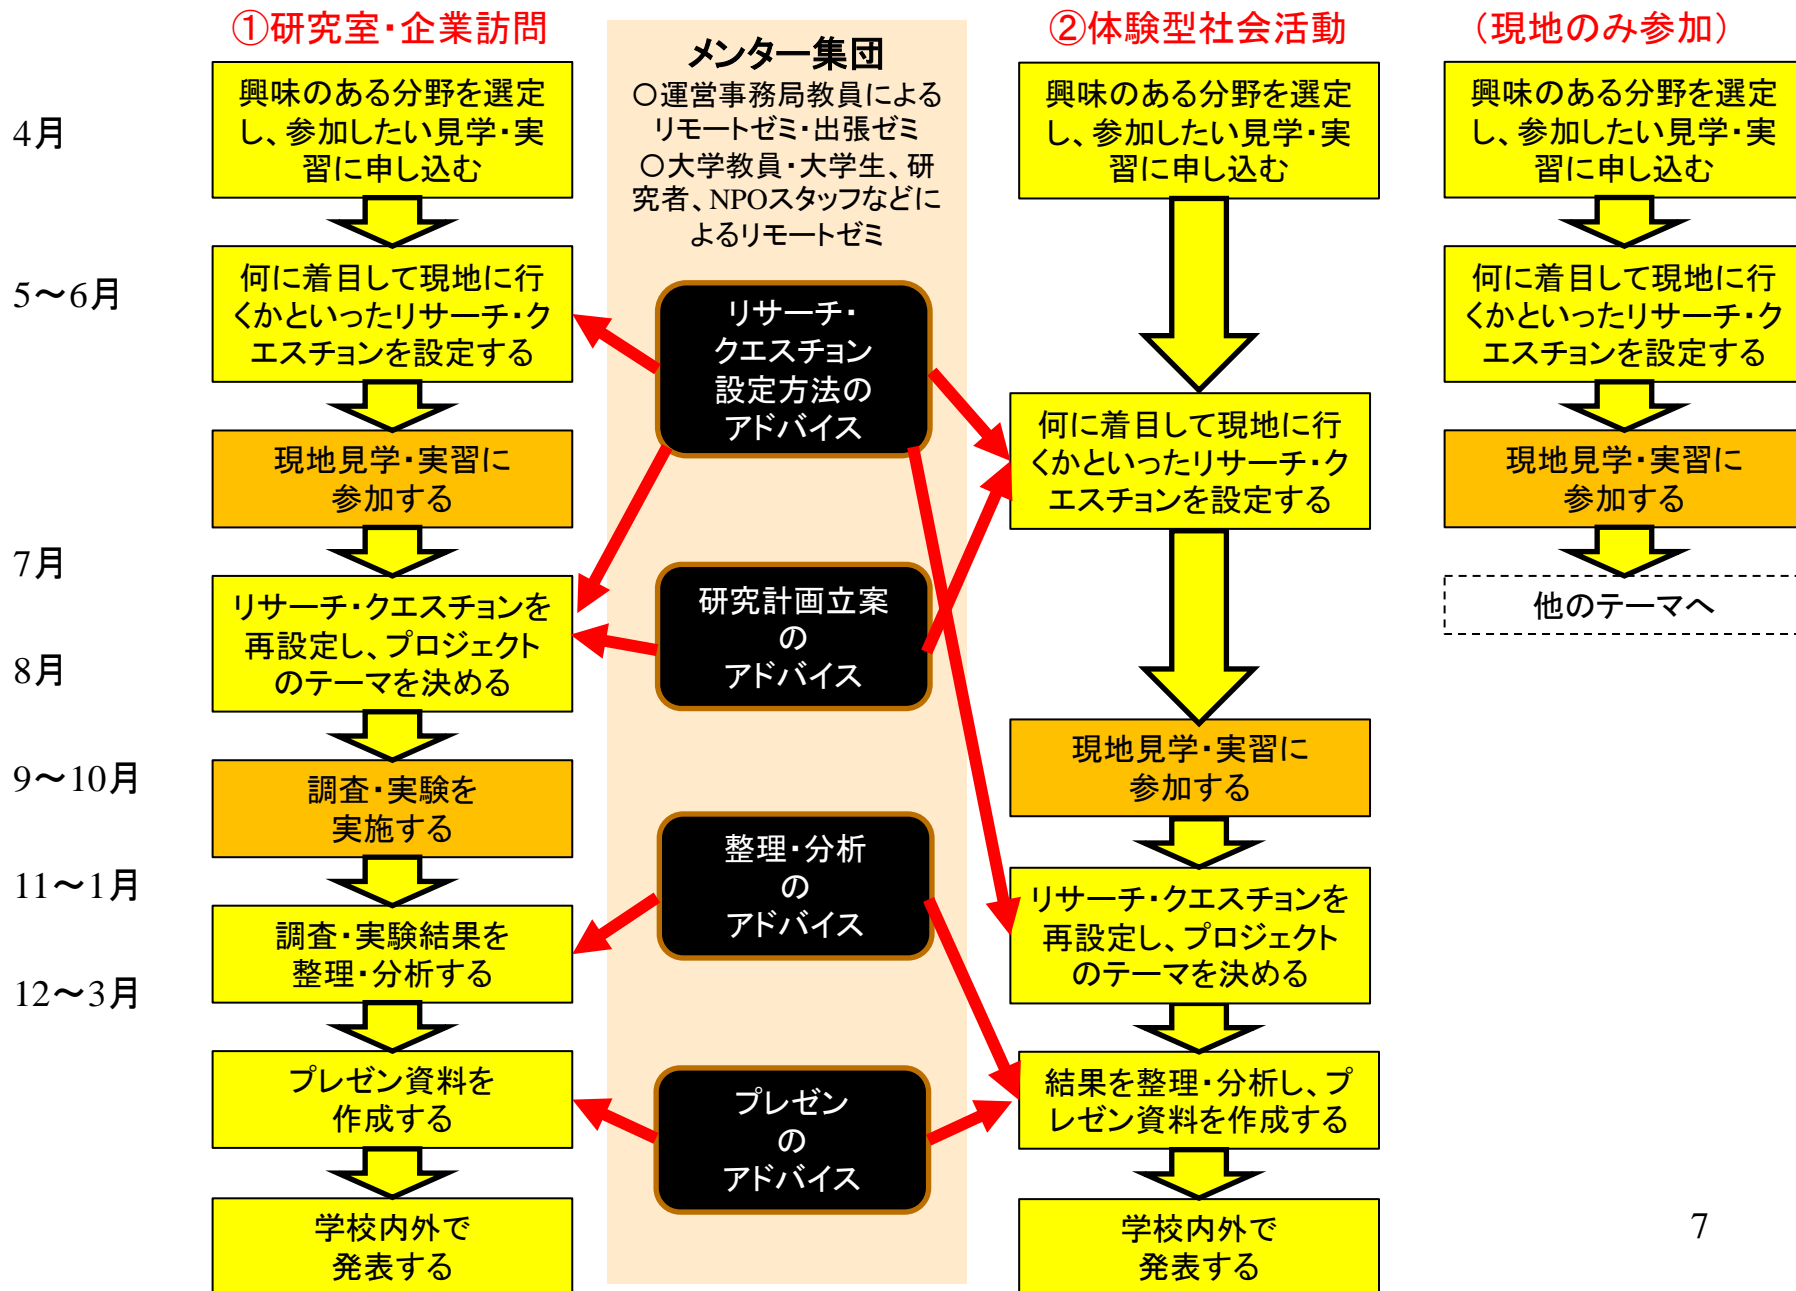 ①研究室・企業訪問
4月
5～6月
7月
8月
9～10月
11～1月
12～3月
興味のある分野を選定
し、参加したい見学・実
習に申し込む
何に着目して現地に行
くかといったリサーチ・ク
エスチョンを設定する
現地見学・実習に
参加する
リサーチ・クエスチョンを
再設定し、プロジェクト
のテーマを決める
調査・実験を
実施する
調査・実験結果を
整理・分析する
プレゼン資料を
作成する
学校内外で
発表する
メンター集団
○運営事務局教員による
リモートゼミ・出張ゼミ
○大学教員・大学生、研
究者、NPOスタッフなどに
よるリモートゼミ
リサーチ・
クエスチョン
設定方法の
アドバイス
研究計画立案
の
アドバイス
整理・分析
の
アドバイス
プレゼン
の
アドバイス
②体験型社会活動
興味のある分野を選定
し、参加したい見学・実
習に申し込む
何に着目して現地に行
くかといったリサーチ・ク
エスチョンを設定する
現地見学・実習に
参加する
リサーチ・クエスチョンを
再設定し、プロジェクト
のテーマを決める
結果を整理・分析し、プ
レゼン資料を作成する
学校内外で
発表する
（現地のみ参加）
興味のある分野を選定
し、参加したい見学・実
習に申し込む
何に着目して現地に行
くかといったリサーチ・ク
エスチョンを設定する
現地見学・実習に
参加する
他のテーマへ
7